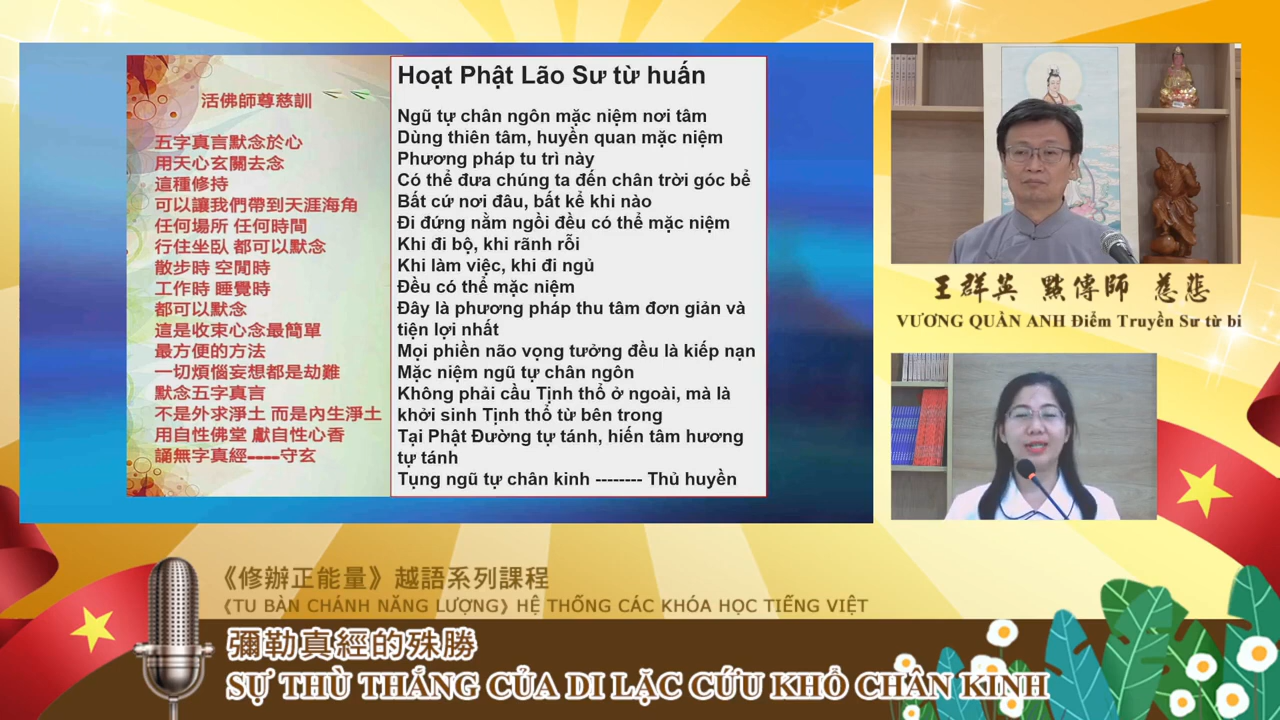 活佛師尊慈訓
五字真言默念於心
用天心玄關去念
這種修持
可以讓我們帶到天涯海角
任何場所 任何時間
行住坐臥 都可以默念
散步時 空閒時
工作時 睡覺時
都可以默念
這是收束心念最簡單
最方便的方法
一切煩惱妄想都是劫難
默念五字真言
不是外求淨土 而是內生淨土
用自性佛堂 獻自性心香
誦無字真經----守玄
Hoạt Phật Lão Sư từ huấn
Ngũ tự chân ngôn mặc niệm nơi tâm
Dùng thiên tâm, huyền quan mặc niệm
Phương pháp tu trì này
Có thể đưa chúng ta đến chân trời góc bể
Bất cứ nơi đâu, bất kể khi nào
Đi đứng nằm ngồi đều có thể mặc niệm
Khi đi bộ, khi rãnh rỗi
Khi làm việc, khi đi ngủ
Đều có thể mặc niệm
Đây là phương pháp thu tâm đơn giản và
tiện lợi nhất
Mọi phiền não vọng tưởng đều là kiếp nạn
Mặc niệm ngũ tự chân ngôn
Không phải cầu Tịnh thổ ở ngoài, mà là
khởi sinh Tịnh thổ từ bên trong
Tại Phật Đường tự tánh, hiến tâm hương
tự tánh
Tụng ngũ tự chân kinh -------- Thủ huyền
王群英 點傳師 慈悲
VƯƠNG QUẦN ANH Điểm Truyền Sư từ bi
《修辦正能量》越語系列課程
《TU BÀN CHÁNH NĂNG LƯỢNG》HỆ THỐNG CÁC KHÓA HỌC TIẾNG VIỆT
彌勒真經的殊勝
SỰ THÙ THẮNG CỦA DI LẶC CỨU KHỔ CHÂN KINH